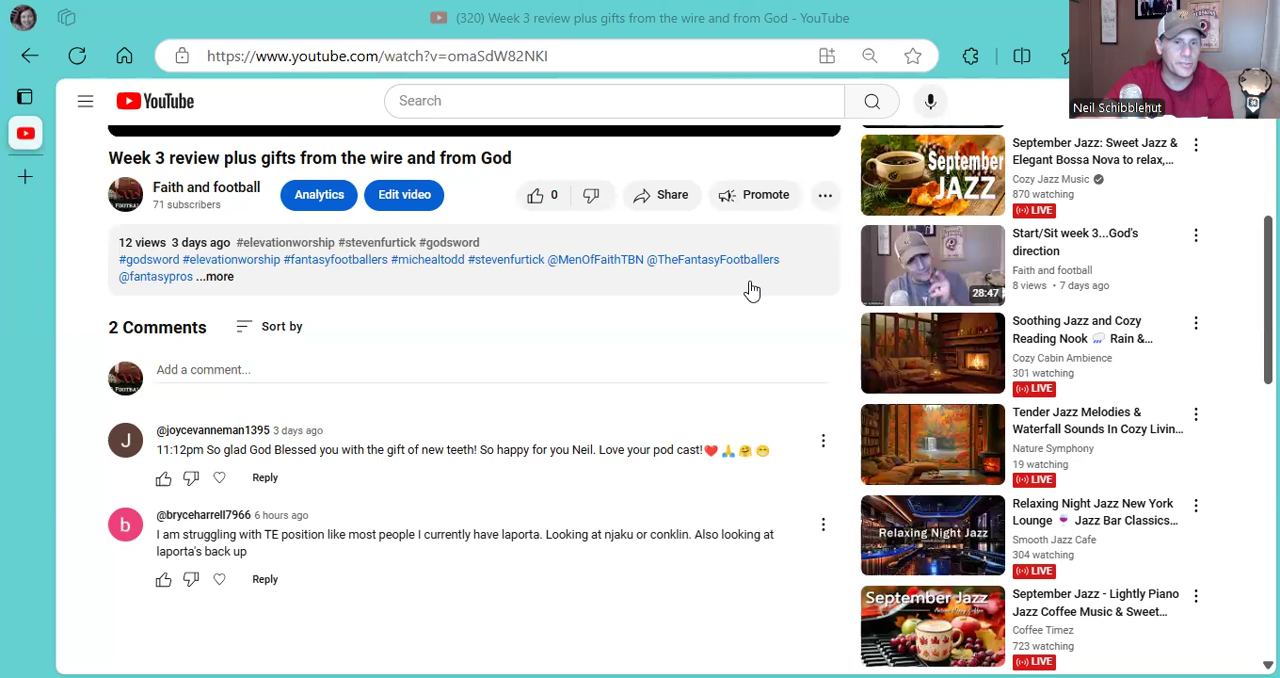 (320) Week 3 review plus gifts from the wire and from God - YouTube
https://www.youtube.com/watch?v=omaSdW82NKI
Neil Schibblehut
YouTube
Search
Week 3 review plus gifts from the wire and from God
Faith and football
71 subscribers
Analytics
Edit video
0
Share
Promote
12 views 3 days ago #elevationworship #stevenfurtick #godsword
#godsword #elevationworship #fantasyfootballers #michealtodd #stevenfurtick @MenOfFaithTBN @TheFantasyFootballers
@fantasypros ...more
2 Comments
Sort by
Add a comment...
J
@joycevanneman1395 3 days ago
11:12pm So glad God Blessed you with the gift of new teeth! So happy for you Neil. Love your pod cast!❤️ 🙏 🤗 😁
Reply
b
@bryceharrell7966 6 hours ago
I am struggling with TE position like most people I currently have laporta. Looking at njaku or conklin. Also looking at
laporta's back up
Reply
September
JAZZ
September Jazz: Sweet Jazz &
Elegant Bossa Nova to relax,...
Cozy Jazz Music
870 watching
LIVE
28:47
Start/Sit week 3...God's
direction
Faith and football
8 views • 7 days ago
Soothing Jazz and Cozy
Reading Nook 🌧️ Rain &...
Cozy Cabin Ambience
301 watching
LIVE
Tender Jazz Melodies &
Waterfall Sounds In Cozy Livin...
Nature Symphony
19 watching
LIVE
Relaxing Night Jazz
Relaxing Night Jazz New York
Lounge 🍷 Jazz Bar Classics...
Smooth Jazz Cafe
304 watching
LIVE
September Jazz
September Jazz - Lightly Piano
Jazz Coffee Music & Sweet...
Coffee Timez
723 watching
LIVE